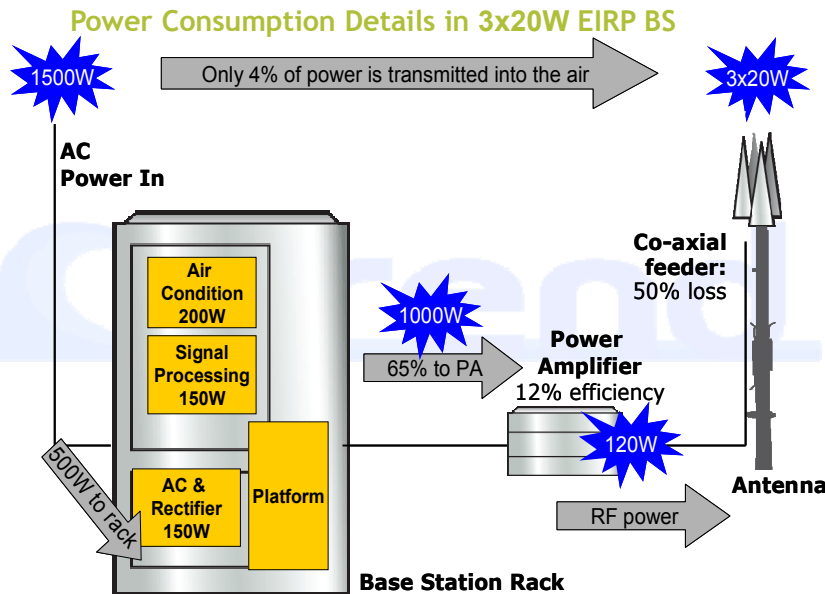 Power Consumption Details in 3x20W EIRP BS
1500W
Only 4% of power is transmitted into the air
3x20W
AC
Power In
Co-axial
feeder:
50% loss
Air
Condition
200W
1000W
Signal
Processing
150W
65% to PA
Power
Amplifier
12% efficiency
120W
500W to rack
AC &
Rectifier
150W
Platform
Antenna
RF power
Base Station Rack